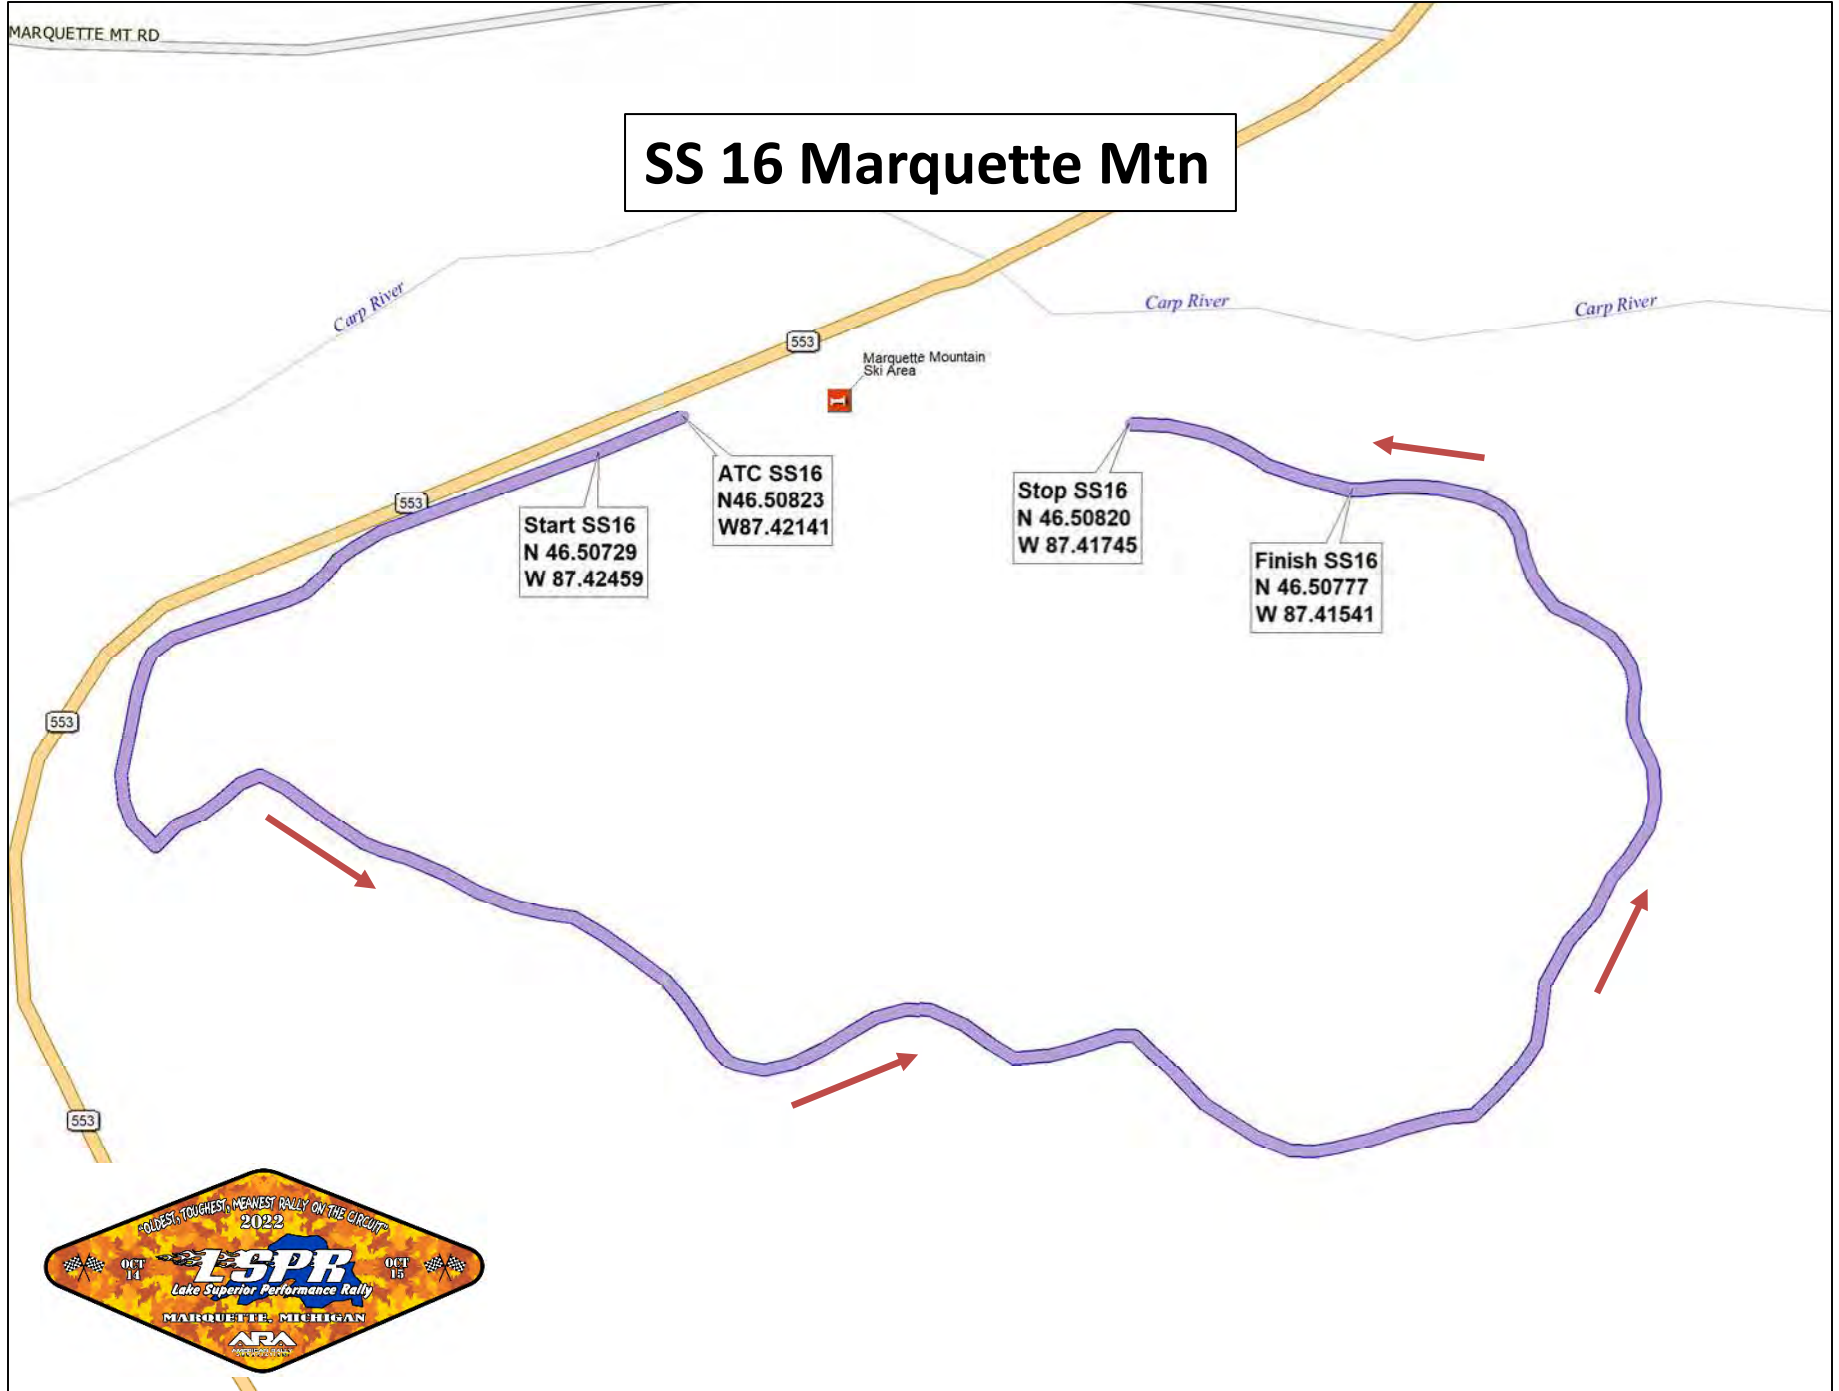 MARQUETTE MT RD
SS 16 Marquette Mtn
Carp River
Carp River
Carp River
553
Marquette Mountain
Ski Area
553
ATC SS16
N46.50823
W87.42141
Start SS16
N 46.50729
W 87.42459
Stop SS16
N 46.50820
W 87.41745
Finish SS16
N 46.50777
W 87.41541
553
553
"OLDEST, TOUGHEST, MEANEST RALLY ON THE CIRCUIT"
2022
OCT
14
LSPR
OCT
15
Lake Superior Performance Rally
MARQUETTE, MICHIGAN
ARA